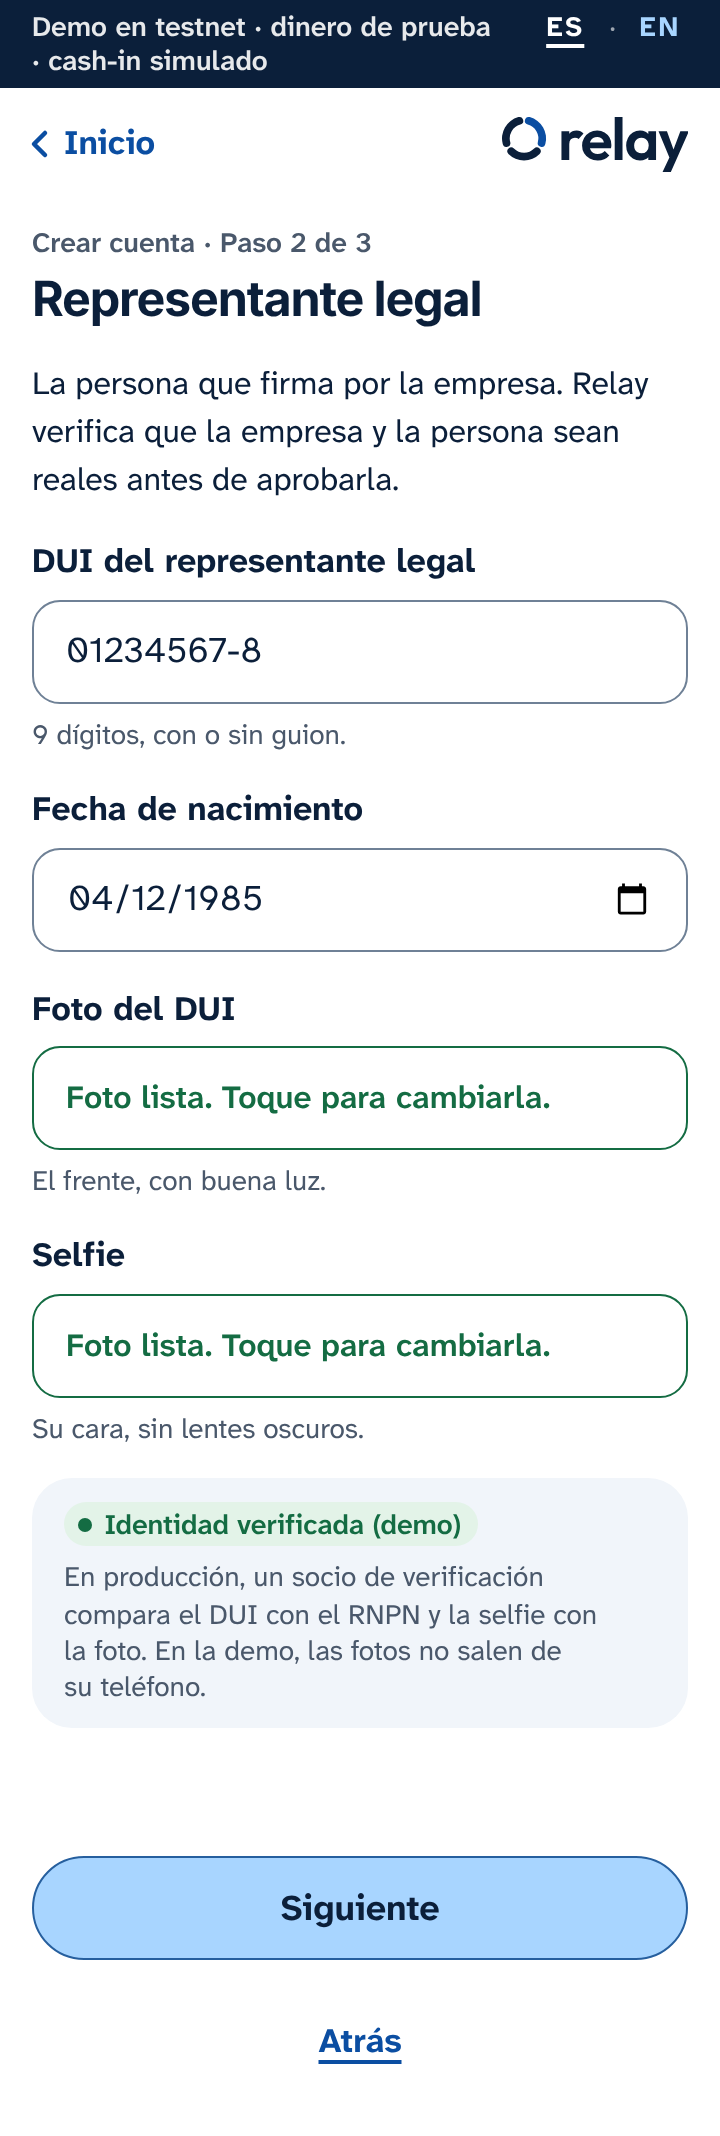 Demo en testnet · dinero de prueba
· cash-in simulado
ES · EN
Inicio
relay
Crear cuenta · Paso 2 de 3
Representante legal
La persona que firma por la empresa. Relay
verifica que la empresa y la persona sean
reales antes de aprobarla.
DUI del representante legal
01234567-8
9 dígitos, con o sin guion.
Fecha de nacimiento
04/12/1985
Foto del DUI
Foto lista. Toque para cambiarla.
El frente, con buena luz.
Selfie
Foto lista. Toque para cambiarla.
Su cara, sin lentes oscuros.
Identidad verificada (demo)
En producción, un socio de verificación
compara el DUI con el RNPN y la selfie con
la foto. En la demo, las fotos no salen de
su teléfono.
Siguiente
Atrás